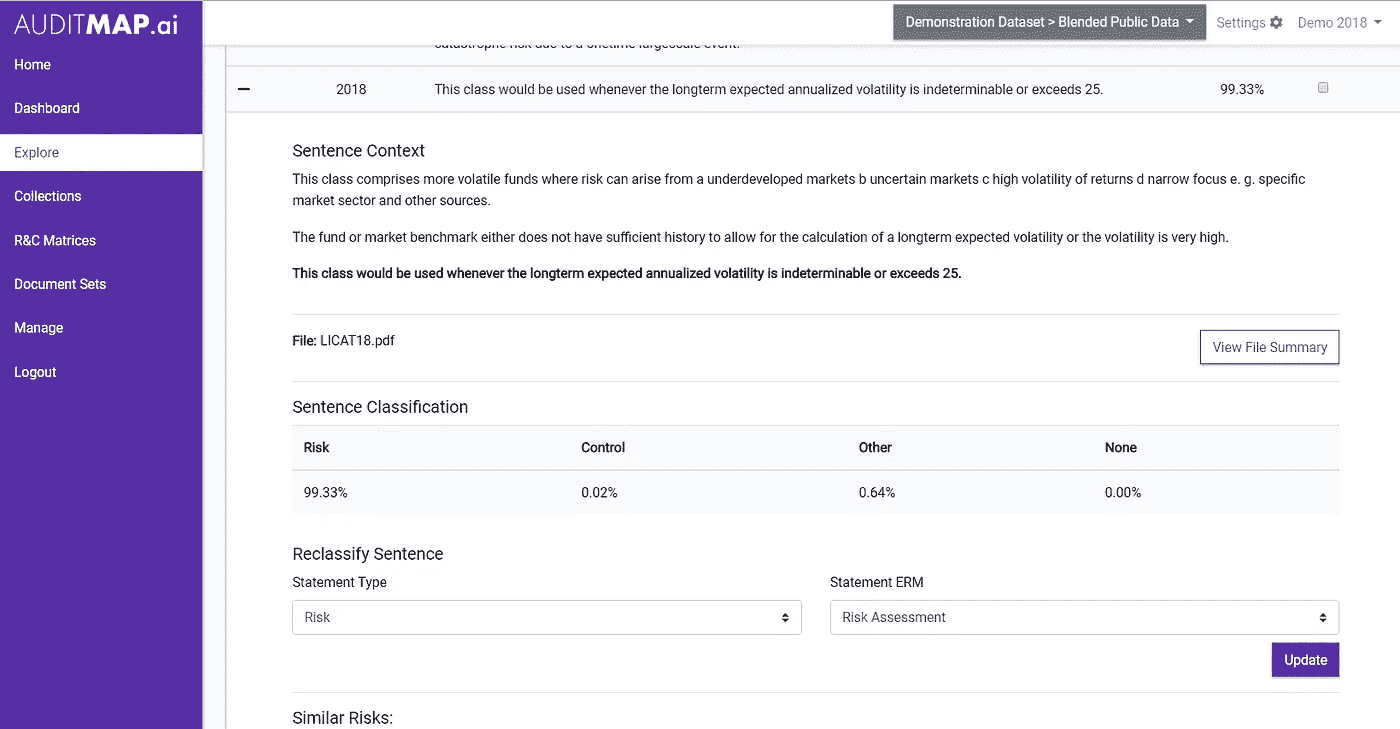 AUDITMAP.ai
Demonstration Dataset > Blended Public Data
Settings
Demo 2018
Home
Dashboard
Explore
Collections
R&C Matrices
Document Sets
Manage
Logout
catastrophe risk due to a onetime largescale event.
2018 This class would be used whenever the longterm expected annualized volatility is indeterminable or exceeds 25. 99.33%
Sentence Context
This class comprises more volatile funds where risk can arise from a underdeveloped markets b uncertain markets c high volatility of returns d narrow focus e. g. specific
market sector and other sources.
The fund or market benchmark either does not have sufficient history to allow for the calculation of a longterm expected volatility or the volatility is very high.
This class would be used whenever the longterm expected annualized volatility is indeterminable or exceeds 25.
File: LICAT18.pdf
View File Summary
Sentence Classification
Risk Control Other None
99.33% 0.02% 0.64% 0.00%
Reclassify Sentence
Statement Type Statement ERM
Risk Risk Assessment
Update
Similar Risks: